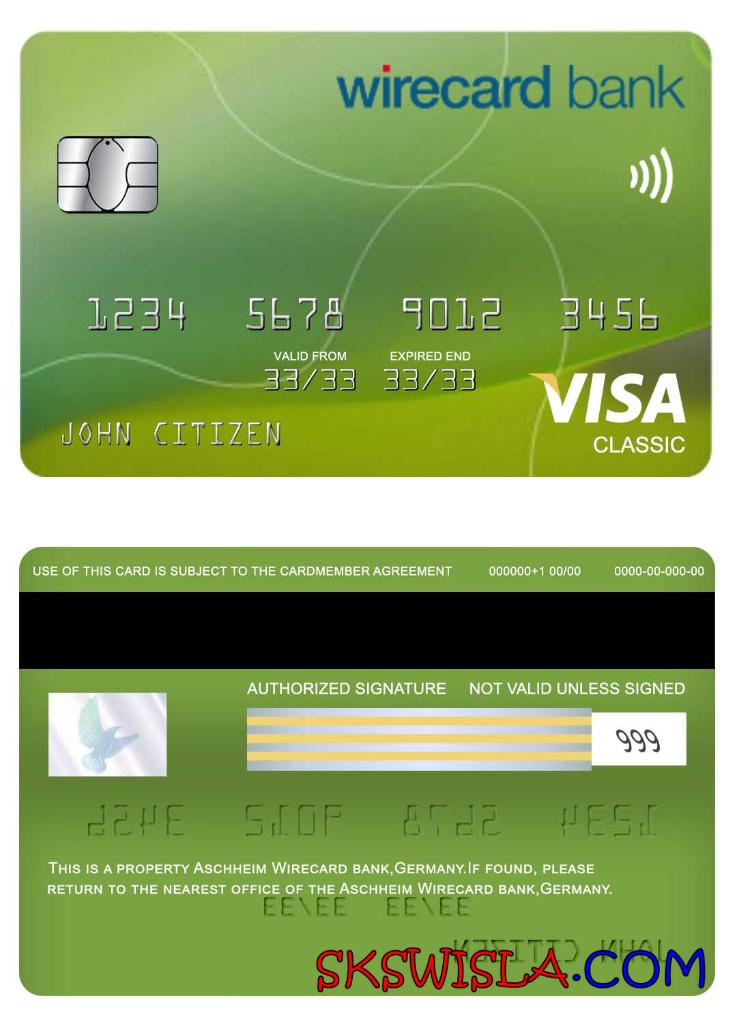 wirecard bank
1234 5678 9012 3456
VALID FROM EXPIRED END
33/33 33/33
VISA
JOHN CITIZEN
CLASSIC
USE OF THIS CARD IS SUBJECT TO THE CARDMEMBER AGREEMENT 000000+1 00/00 0000-00-000-00
AUTHORIZED SIGNATURE NOT VALID UNLESS SIGNED
999
THIS IS A PROPERTY ASCHHEIM WIRECARD BANK,GERMANY.IF FOUND, PLEASE
RETURN TO THE NEAREST OFFICE OF THE ASCHHEIM WIRECARD BANK,GERMANY.
SKSWISLA.COM